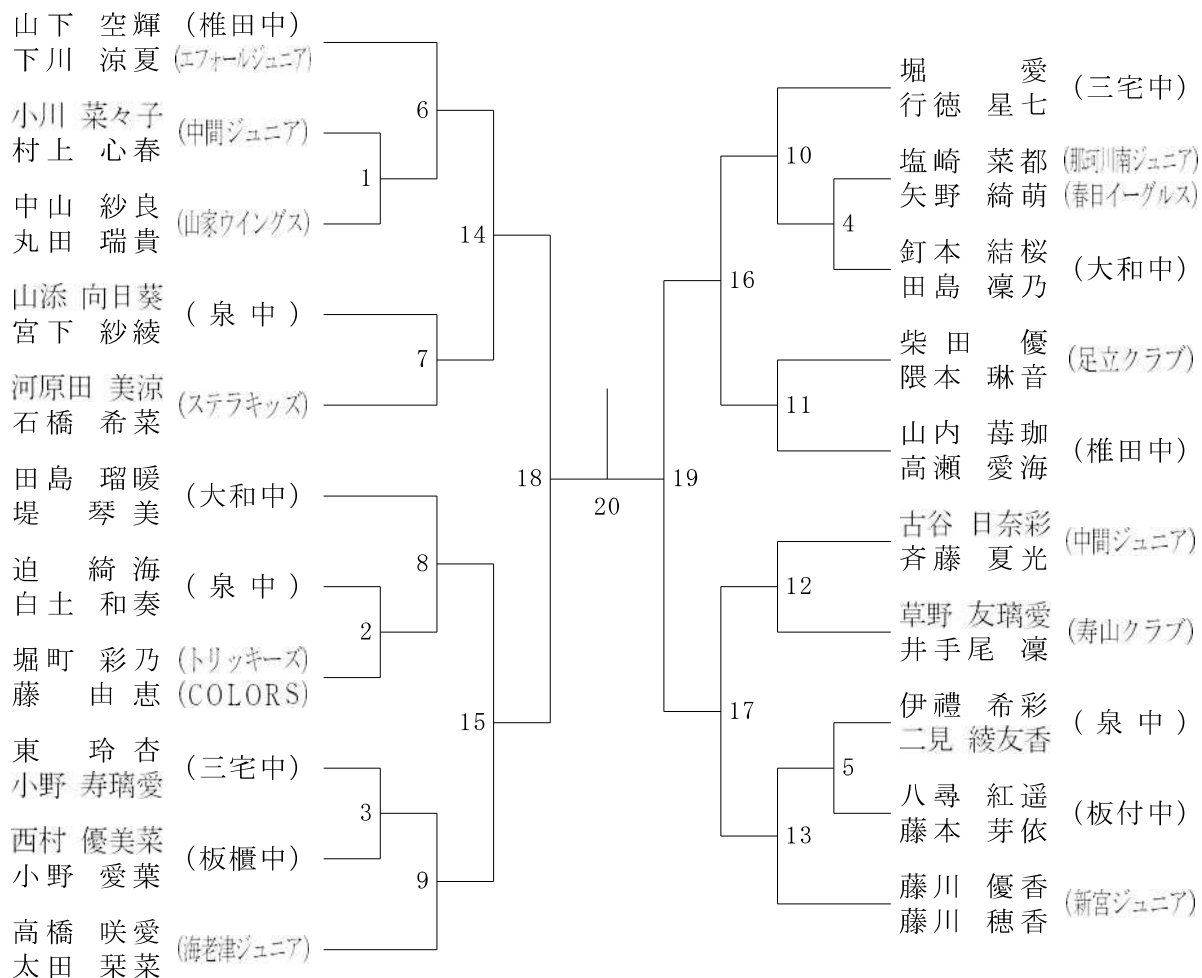 山下 空輝 (椎田中)
下川 涼夏 (エフォールジュニア)
小川 菜々子
村上 心春
(中間ジュニア)
中山 紗良
丸田 瑞貴
(山家ウイングス)
山添 向日葵
宮下 紗綾
(泉中)
河原田 美涼
石橋 希菜
(ステラキッズ)
田島 瑠暖
堤 琴美
(大和中)
迫 綺海
白土 和奏
(泉中)
堀町 彩乃 (トリッキーズ)
藤 由恵 (COLORS)
東 玲杏
小野 寿璃愛
(三宅中)
西村 優美菜
小野 愛葉
(板櫃中)
高橋 咲愛
太田 栞菜
(海老津ジュニア)
6
1
14
7
18
8
2
15
3
9
20
19
10
4
16
11
12
17
5
13
堀 愛
行徳 星七
(三宅中)
塩崎 菜都 (那珂川南ジュニア)
矢野 綺萌 (春日イーグルス)
釘本 結桜
田島 凜乃
(大和中)
柴田 優
隈本 琳音
(足立クラブ)
山内 苺珈
高瀬 愛海
(椎田中)
古谷 日奈彩
斉藤 夏光
(中間ジュニア)
草野 友璃愛
井手尾 凜
(寿山クラブ)
伊禮 希彩
二見 綾友香
(泉中)
八尋 紅遥
藤本 芽依
(板付中)
藤川 優香
藤川 穂香
(新宮ジュニア)